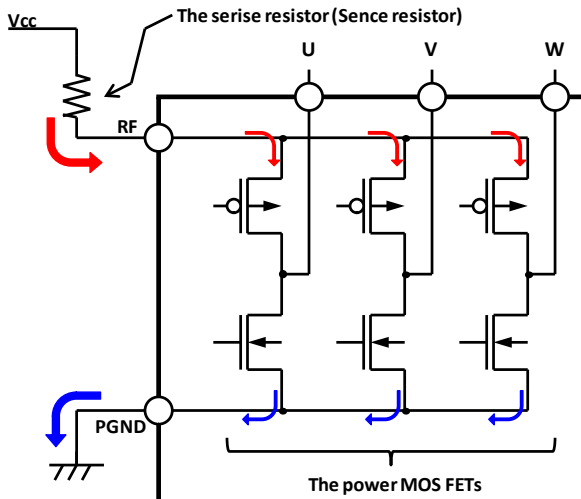 Vcc
The serise resistor (Sence resistor)
U
V
W
RF
PGND
The power MOS FETs